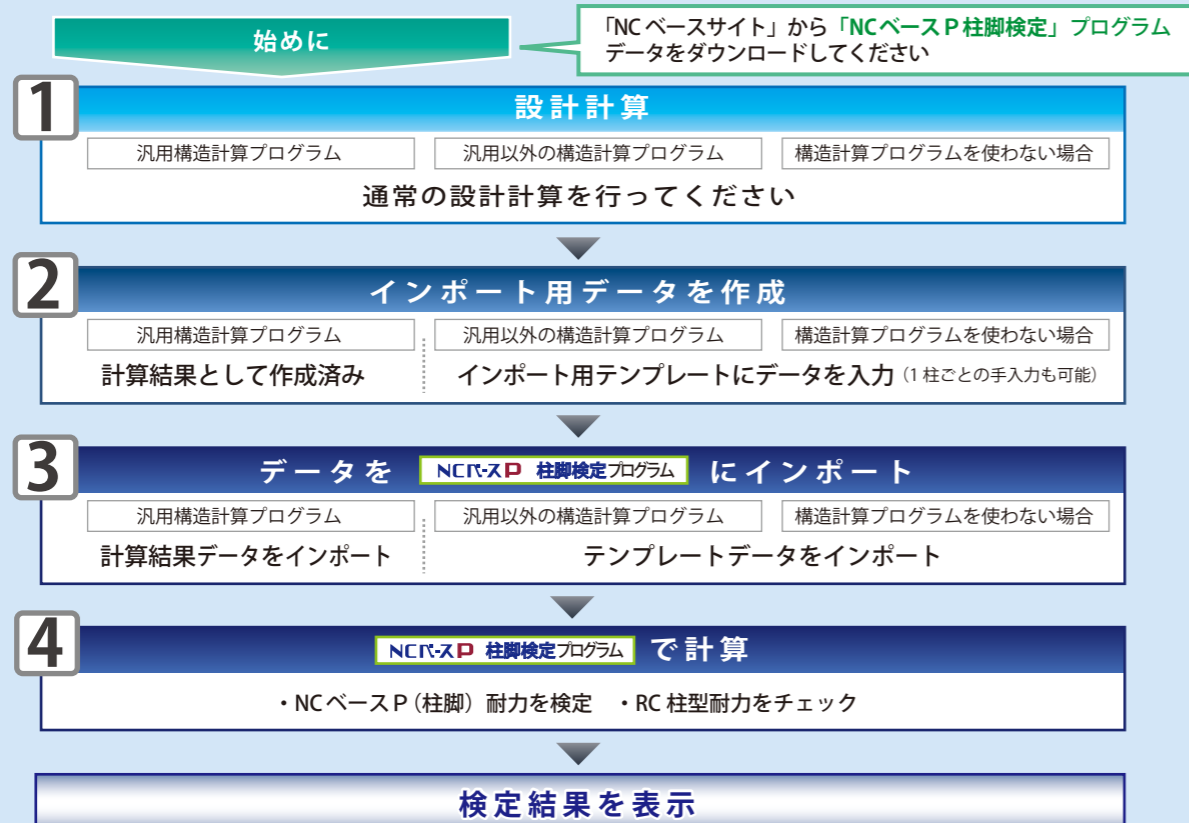 始めに
「NCベースサイト」から「NCベースP柱脚検定」プログラム
データをダウンロードしてください
1
設計計算
汎用構造計算プログラム 汎用以外の構造計算プログラム 構造計算プログラムを使わない場合
通常の設計計算を行ってください
2
インポート用データを作成
汎用構造計算プログラム 汎用以外の構造計算プログラム 構造計算プログラムを使わない場合
計算結果として作成済み インポート用テンプレートにデータを入力（1柱ごとの手入力も可能）
3
データを NCベースP 柱脚検定プログラム にインポート
汎用構造計算プログラム 汎用以外の構造計算プログラム 構造計算プログラムを使わない場合
計算結果データをインポート テンプレートデータをインポート
4
NCベースP 柱脚検定プログラム で計算
・NCベースP（柱脚）耐力を検定 ・RC柱型耐力をチェック
検定結果を表示